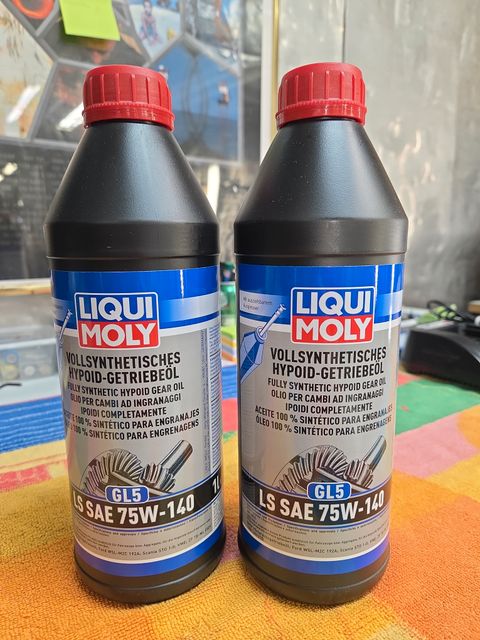 LIQUI
MOLY
VOLLSYNTHETISCHES
HYPOID-GETRIEBEÖL
FULLY SYNTHETIC HYPOID GEAR OIL
OLIO PER CAMBI AD INGRANAGGI
IPOIDI COMPLETAMENTE
ACEITE 100 % SINTÉTICO PARA ENGRANAJES
100 % SINTÉTICO PARA ENGRENAGENS
GL5
LS SAE 75W-140
LIQUI
MOLY
VOLLSYNTHETISCHES
HYPOID-GETRIEBEÖL
FULLY SYNTHETIC HYPOID GEAR OIL
OLIO PER CAMBI AD INGRANAGGI
IPOIDI COMPLETAMENTE
ACEITE 100 % SINTÉTICO PARA ENGRANAJES
ÓLEO 100 % SINTÉTICO PARA ENGRENAGENS
GL5
LS SAE 75W-140